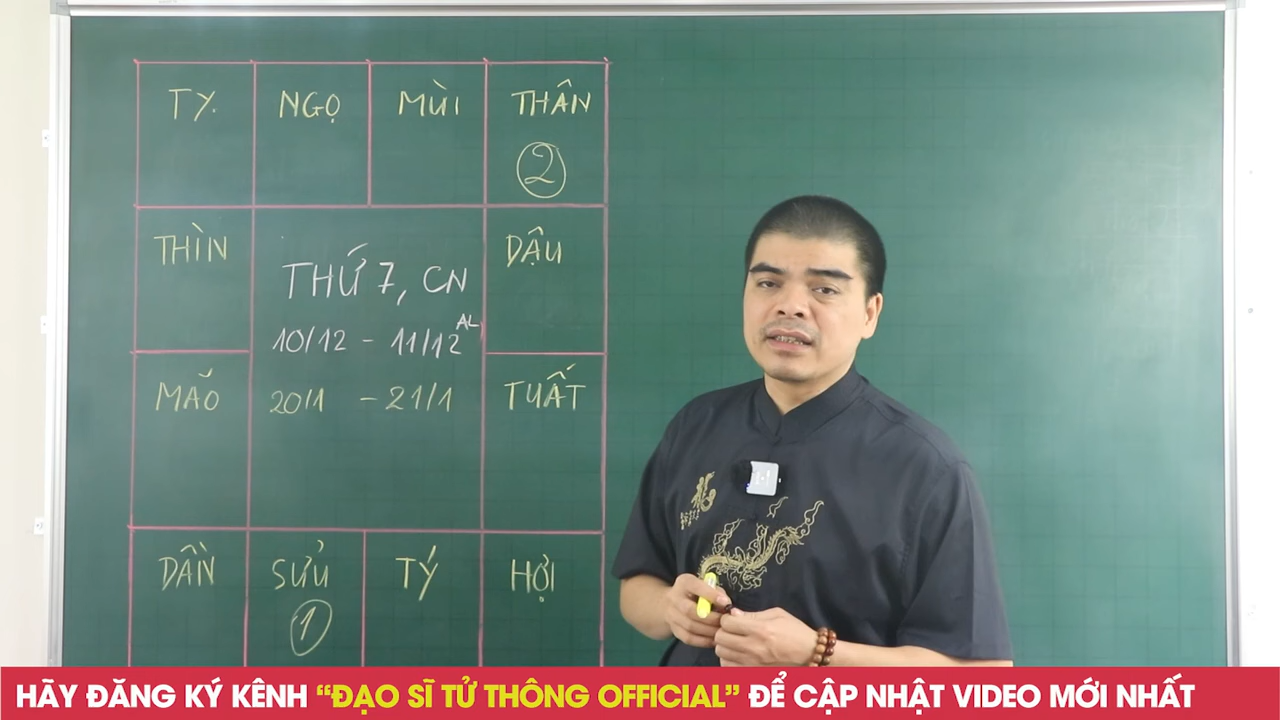 TỴ NGỌ MÙI THÂN
2
THÌN DẬU
THỨ 7, CN
10/12 - 11/12 AL
MÃO 20/1 - 21/1 TUẤT
DẦN SỬU TÝ HỢI
1
HÃY ĐĂNG KÝ KÊNH “ĐẠO SĨ TỬ THÔNG OFFICIAL” ĐỂ CẬP NHẬT VIDEO MỚI NHẤT